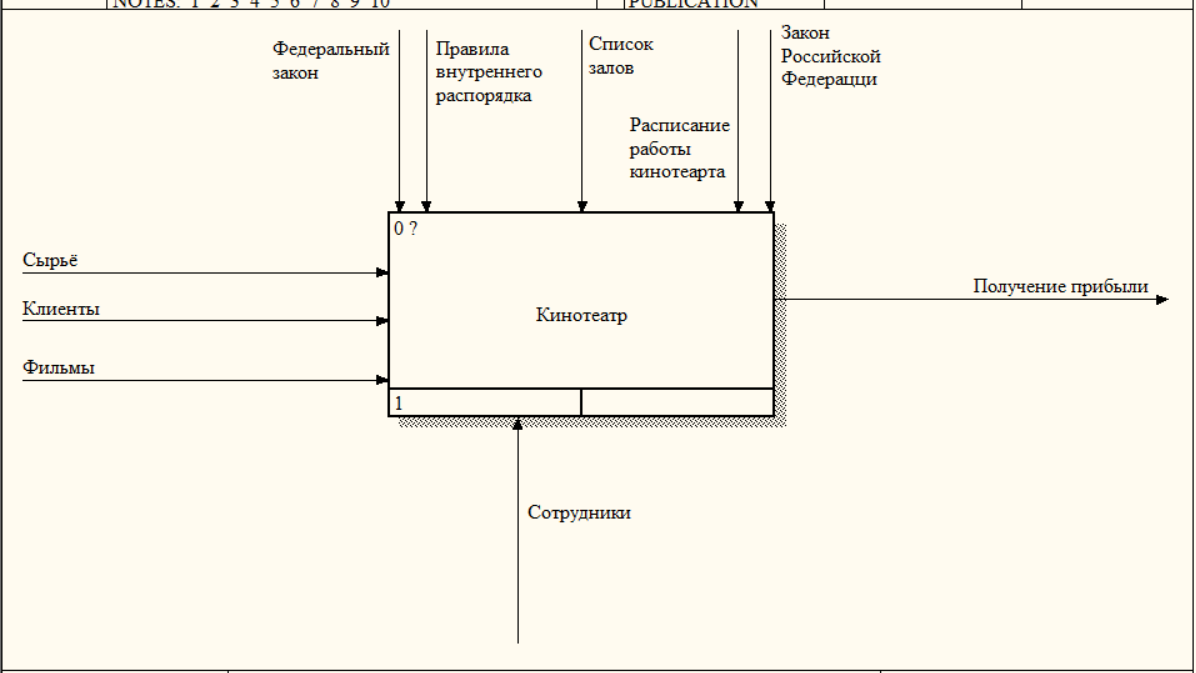 NOTES: 1 2 3 4 5 6 7 8 9 10
PUBLICATION
Федеральный
закон
Правила
внутреннего
распорядка
Список
залов
Закон
Российской
Федерацци
Расписание
работы
кинотеарта
0 ?
Сырьё
Клиенты
Фильмы
Кинотеатр
Получение прибыли
1
Сотрудники